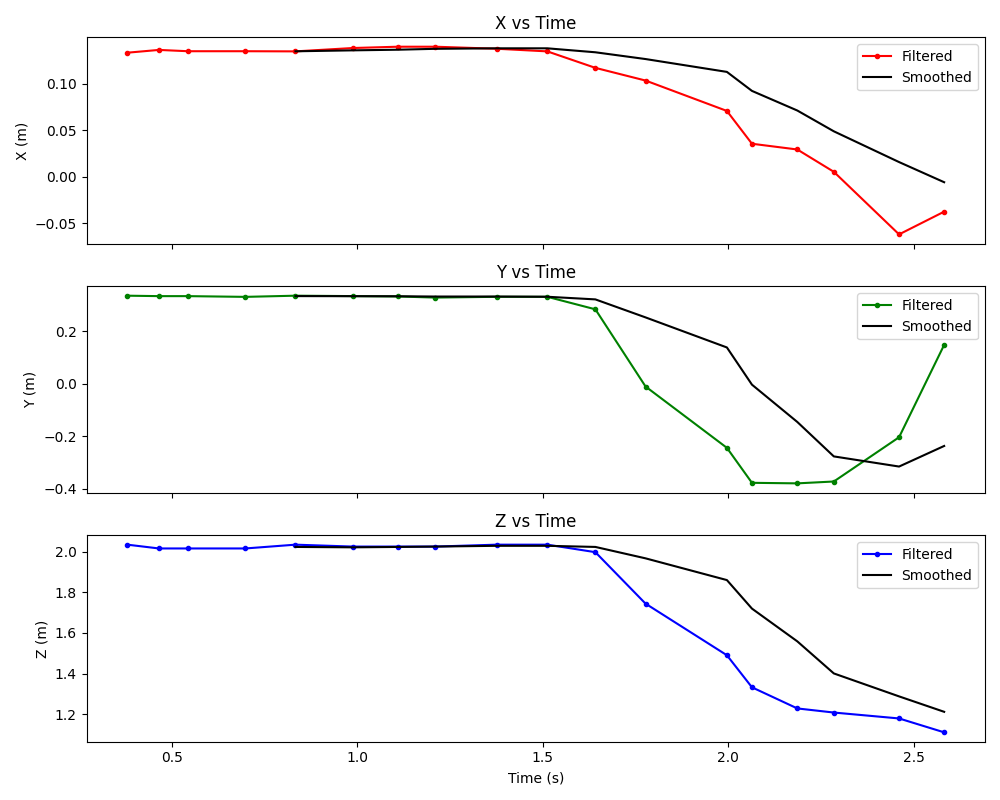 X vs Time
X (m)
0.10
0.05
0.00
−0.05
Filtered
Smoothed
Y vs Time
Y (m)
0.2
0.0
−0.2
−0.4
Filtered
Smoothed
Z vs Time
Z (m)
2.0
1.8
1.6
1.4
1.2
Filtered
Smoothed
0.5 1.0 1.5 2.0 2.5
Time (s)